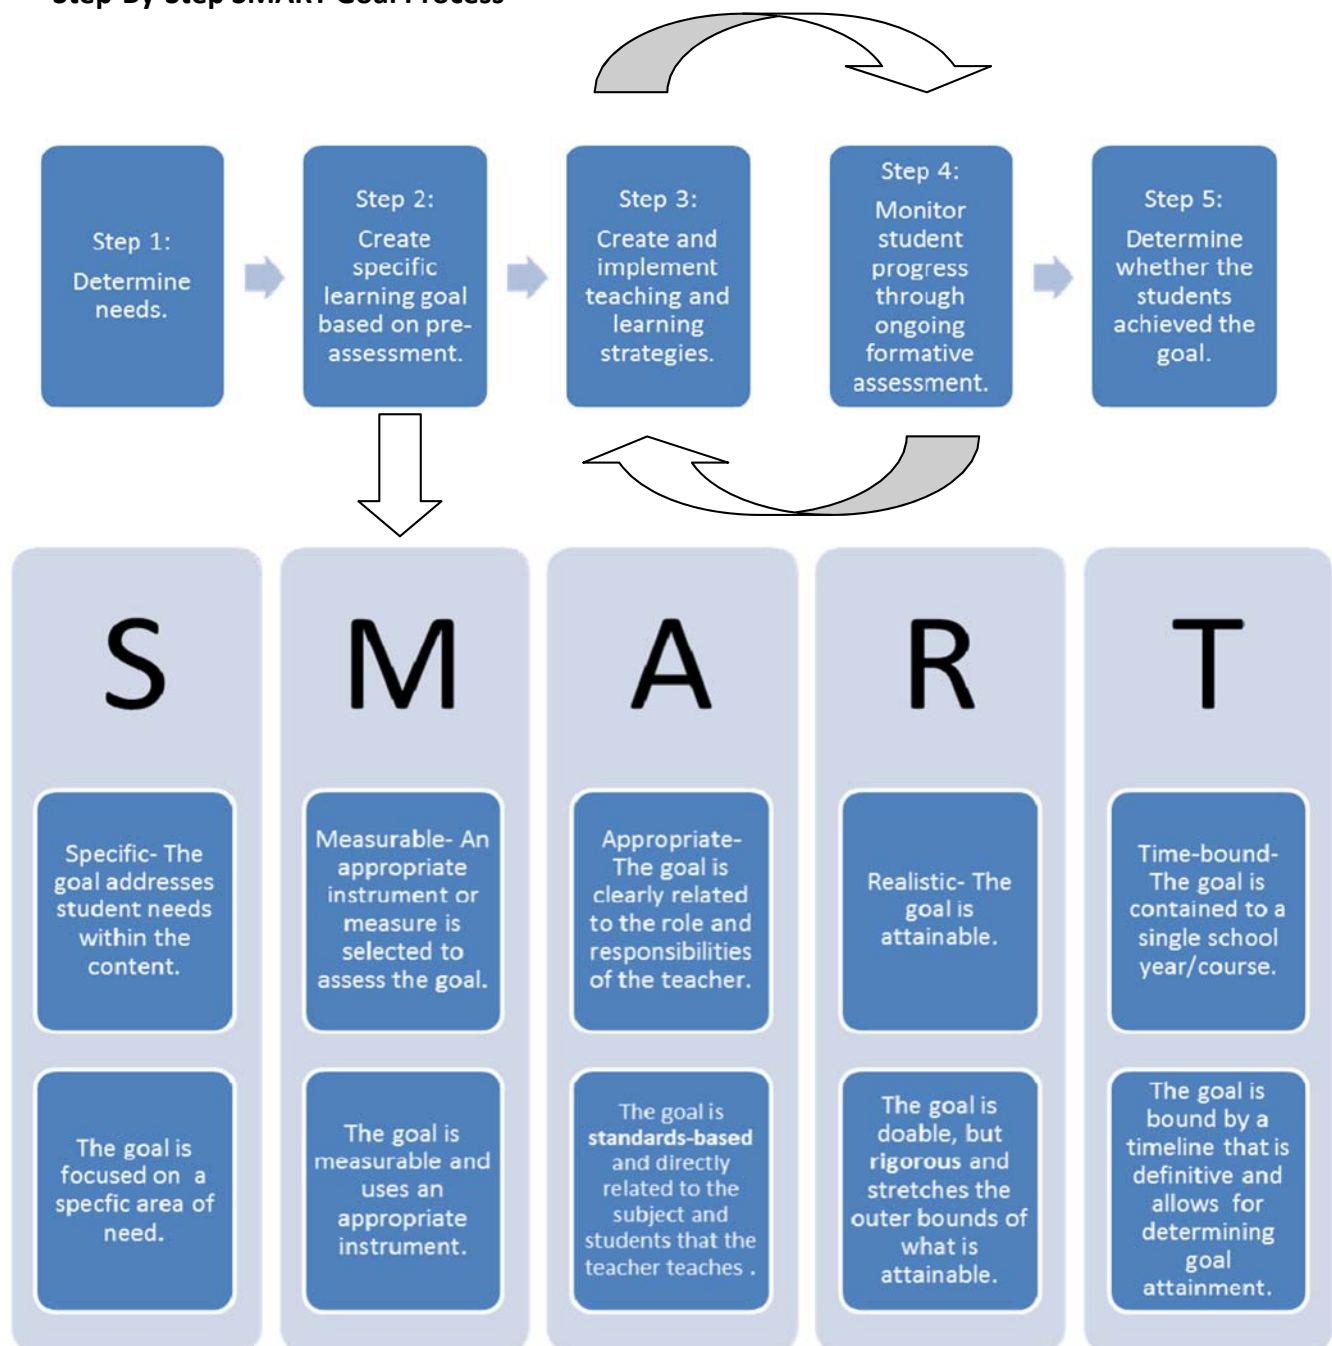 Step-By-Step SMART Goal Process
Step 1:
Determine
needs.
Step 2:
Create
specific
learning goal
based on pre-
assessment.
Step 3:
Create and
implement
teaching and
learning
strategies.
Step 4:
Monitor
student
progress
through
ongoing
formative
assessment.
Step 5:
Determine
whether the
students
achieved the
goal.
S
M
A
R
T
Specific- The
goal addresses
student needs
within the
content.
Measurable- An
appropriate
instrument or
measure is
selected to
assess the goal.
Appropriate-
The goal is
clearly related
to the role and
responsibilities
of the teacher.
Realistic- The
goal is
attainable.
Time-bound-
The goal is
contained to a
single school
year/course.
The goal is
focused on a
specfic area of
need.
The goal is
measurable and
uses an
appropriate
instrument.
The goal is
standards-based
and directly
related to the
subject and
students that the
teacher teaches .
The goal is
doable, but
rigorous and
stretches the
outer bounds of
what is
attainable.
The goal is
bound by a
timeline that is
definitive and
allows for
determining
goal
attainment.